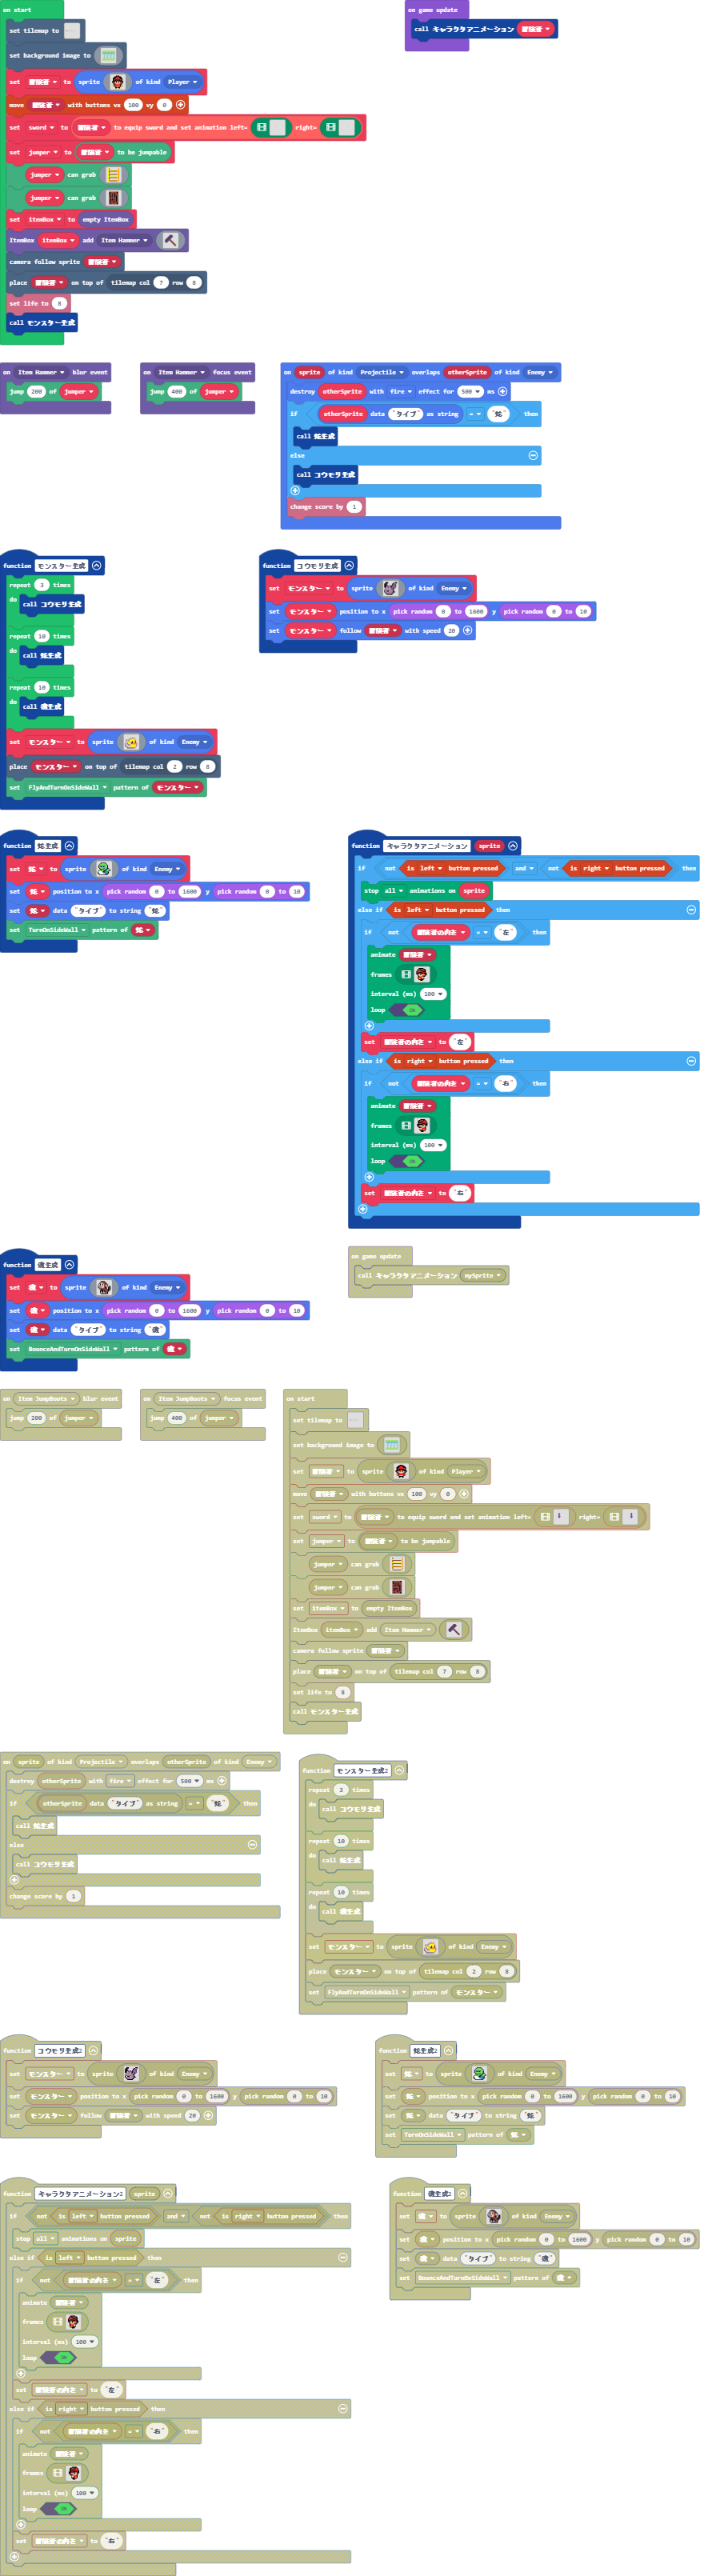 on start
set tilemap to
set background image to
set 冒険者 to sprite of kind Player
move 冒険者 with buttons vx 100 vy 0
set sword to 冒険者 to equip sword and set animation left= right=
set jumper to 冒険者 to be jumpable
jumper can grab
jumper can grab
set itemBox to empty ItemBox
ItemBox itemBox add Item Hammer
camera follow sprite 冒険者
place 冒険者 on top of tilemap col 7 row 8
set life to 8
call モンスター生成
on game update
call キャラクタアニメーション 冒険者
on Item Hammer blur event
jump 200 of jumper
on Item Hammer focus event
jump 400 of jumper
on sprite of kind Projectile overlaps otherSprite of kind Enemy
destroy otherSprite with fire effect for 500 ms
if otherSprite data "タイプ" as string = "蛇" then
call 蛇生成
else
call コウモリ生成
change score by 1
function モンスター生成
repeat 3 times
do call コウモリ生成
repeat 10 times
do call 蛇生成
repeat 10 times
do call 猿生成
set モンスター to sprite of kind Enemy
place モンスター on top of tilemap col 2 row 8
set FlyAndTurnOnSideWall pattern of モンスター
function コウモリ生成
set モンスター to sprite of kind Enemy
set モンスター position to x pick random 0 to 1600 y pick random 0 to 10
set モンスター follow 冒険者 with speed 20
function 蛇生成
set 蛇 to sprite of kind Enemy
set 蛇 position to x pick random 0 to 1600 y pick random 0 to 10
set 蛇 data "タイプ" to string "蛇"
set TurnOnSideWall pattern of 蛇
function キャラクタアニメーション sprite
if not is left button pressed and not is right button pressed then
stop all animations on sprite
else if is left button pressed then
if not 冒険者の向き = "左" then
animate 冒険者
frames
interval (ms) 100
loop ON
set 冒険者の向き to "左"
else if is right button pressed then
if not 冒険者の向き = "右" then
animate 冒険者
frames
interval (ms) 100
loop ON
set 冒険者の向き to "右"
function 猿生成
set 猿 to sprite of kind Enemy
set 猿 position to x pick random 0 to 1600 y pick random 0 to 10
set 猿 data "タイプ" to string "猿"
set BounceAndTurnOnSideWall pattern of 猿
on game update
call キャラクタアニメーション mySprite
on Item JumpBoots blur event
jump 200 of jumper
on Item JumpBoots focus event
jump 400 of jumper
on start
set tilemap to
set background image to
set 冒険者 to sprite of kind Player
move 冒険者 with buttons vx 100 vy 0
set sword to 冒険者 to equip sword and set animation left= right=
set jumper to 冒険者 to be jumpable
jumper can grab
jumper can grab
set itemBox to empty ItemBox
ItemBox itemBox add Item Hammer
camera follow sprite 冒険者
place 冒険者 on top of tilemap col 7 row 8
set life to 8
call モンスター生成
on sprite of kind Projectile overlaps otherSprite of kind Enemy
destroy otherSprite with fire effect for 500 ms
if otherSprite data "タイプ" as string = "蛇" then
call 蛇生成
else
call コウモリ生成
change score by 1
function モンスター生成2
repeat 3 times
do call コウモリ生成
repeat 10 times
do call 蛇生成
repeat 10 times
do call 猿生成
set モンスター to sprite of kind Enemy
place モンスター on top of tilemap col 2 row 8
set FlyAndTurnOnSideWall pattern of モンスター
function コウモリ生成2
set モンスター to sprite of kind Enemy
set モンスター position to x pick random 0 to 1600 y pick random 0 to 10
set モンスター follow 冒険者 with speed 20
function 蛇生成2
set 蛇 to sprite of kind Enemy
set 蛇 position to x pick random 0 to 1600 y pick random 0 to 10
set 蛇 data "タイプ" to string "蛇"
set TurnOnSideWall pattern of 蛇
function キャラクタアニメーション2 sprite
if not is left button pressed and not is right button pressed then
stop all animations on sprite
else if is left button pressed then
if not 冒険者の向き = "左" then
animate 冒険者
frames
interval (ms) 100
loop ON
set 冒険者の向き to "左"
else if is right button pressed then
if not 冒険者の向き = "右" then
animate 冒険者
frames
interval (ms) 100
loop ON
set 冒険者の向き to "右"
function 猿生成2
set 猿 to sprite of kind Enemy
set 猿 position to x pick random 0 to 1600 y pick random 0 to 10
set 猿 data "タイプ" to string "猿"
set BounceAndTurnOnSideWall pattern of 猿